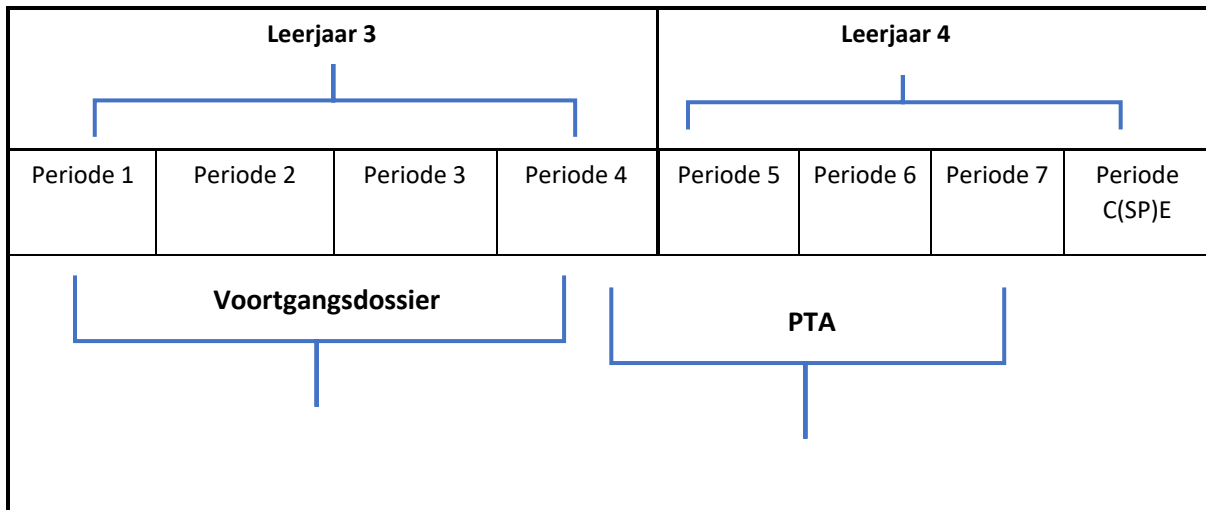 Leerjaar 3
Leerjaar 4
Periode 1
Periode 2
Periode 3
Periode 4
Periode 5
Periode 6
Periode 7
Periode
C(SP)E
Voortgangsdossier
PTA